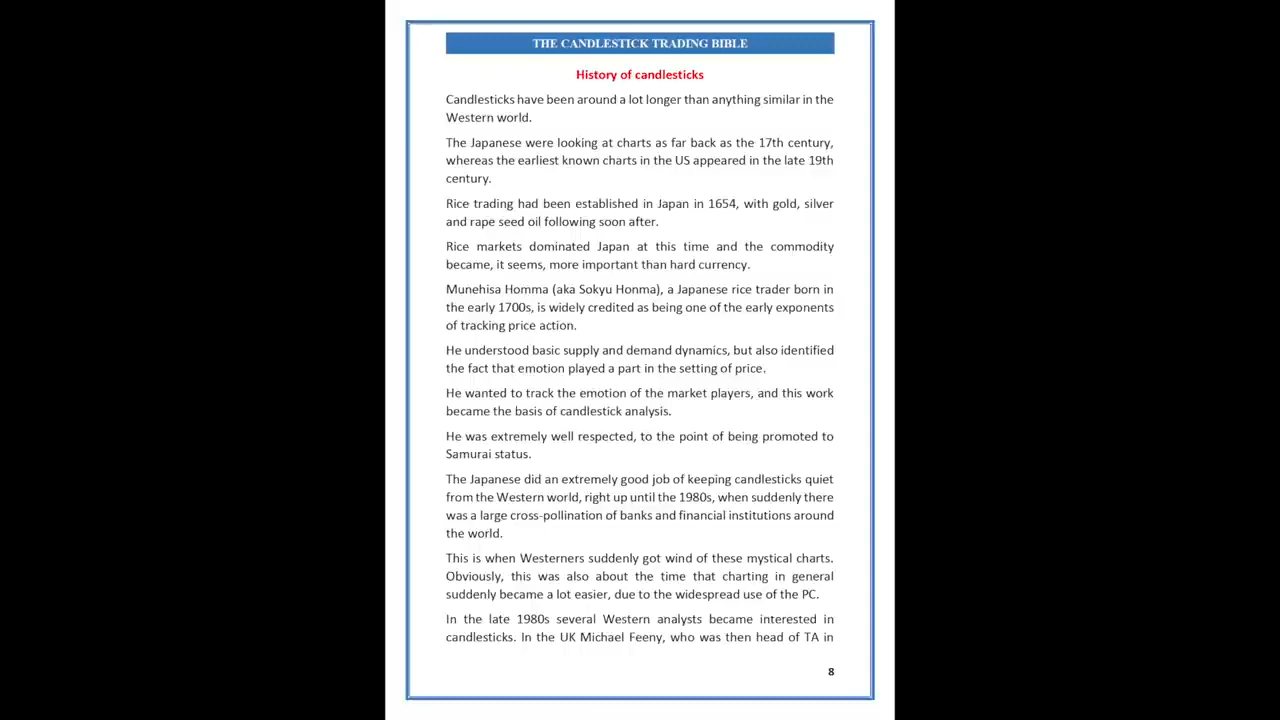 THE CANDLESTICK TRADING BIBLE
History of candlesticks
Candlesticks have been around a lot longer than anything similar in the
Western world.
The Japanese were looking at charts as far back as the 17th century,
whereas the earliest known charts in the US appeared in the late 19th
century.
Rice trading had been established in Japan in 1654, with gold, silver
and rape seed oil following soon after.
Rice markets dominated Japan at this time and the commodity
became, it seems, more important than hard currency.
Munehisa Homma (aka Sokyu Honma), a Japanese rice trader born in
the early 1700s, is widely credited as being one of the early exponents
of tracking price action.
He understood basic supply and demand dynamics, but also identified
the fact that emotion played a part in the setting of price.
He wanted to track the emotion of the market players, and this work
became the basis of candlestick analysis.
He was extremely well respected, to the point of being promoted to
Samurai status.
The Japanese did an extremely good job of keeping candlesticks quiet
from the Western world, right up until the 1980s, when suddenly there
was a large cross-pollination of banks and financial institutions around
the world.
This is when Westerners suddenly got wind of these mystical charts.
Obviously, this was also about the time that charting in general
suddenly became a lot easier, due to the widespread use of the PC.
In the late 1980s several Western analysts became interested in
candlesticks. In the UK Michael Feeny, who was then head of TA in
8